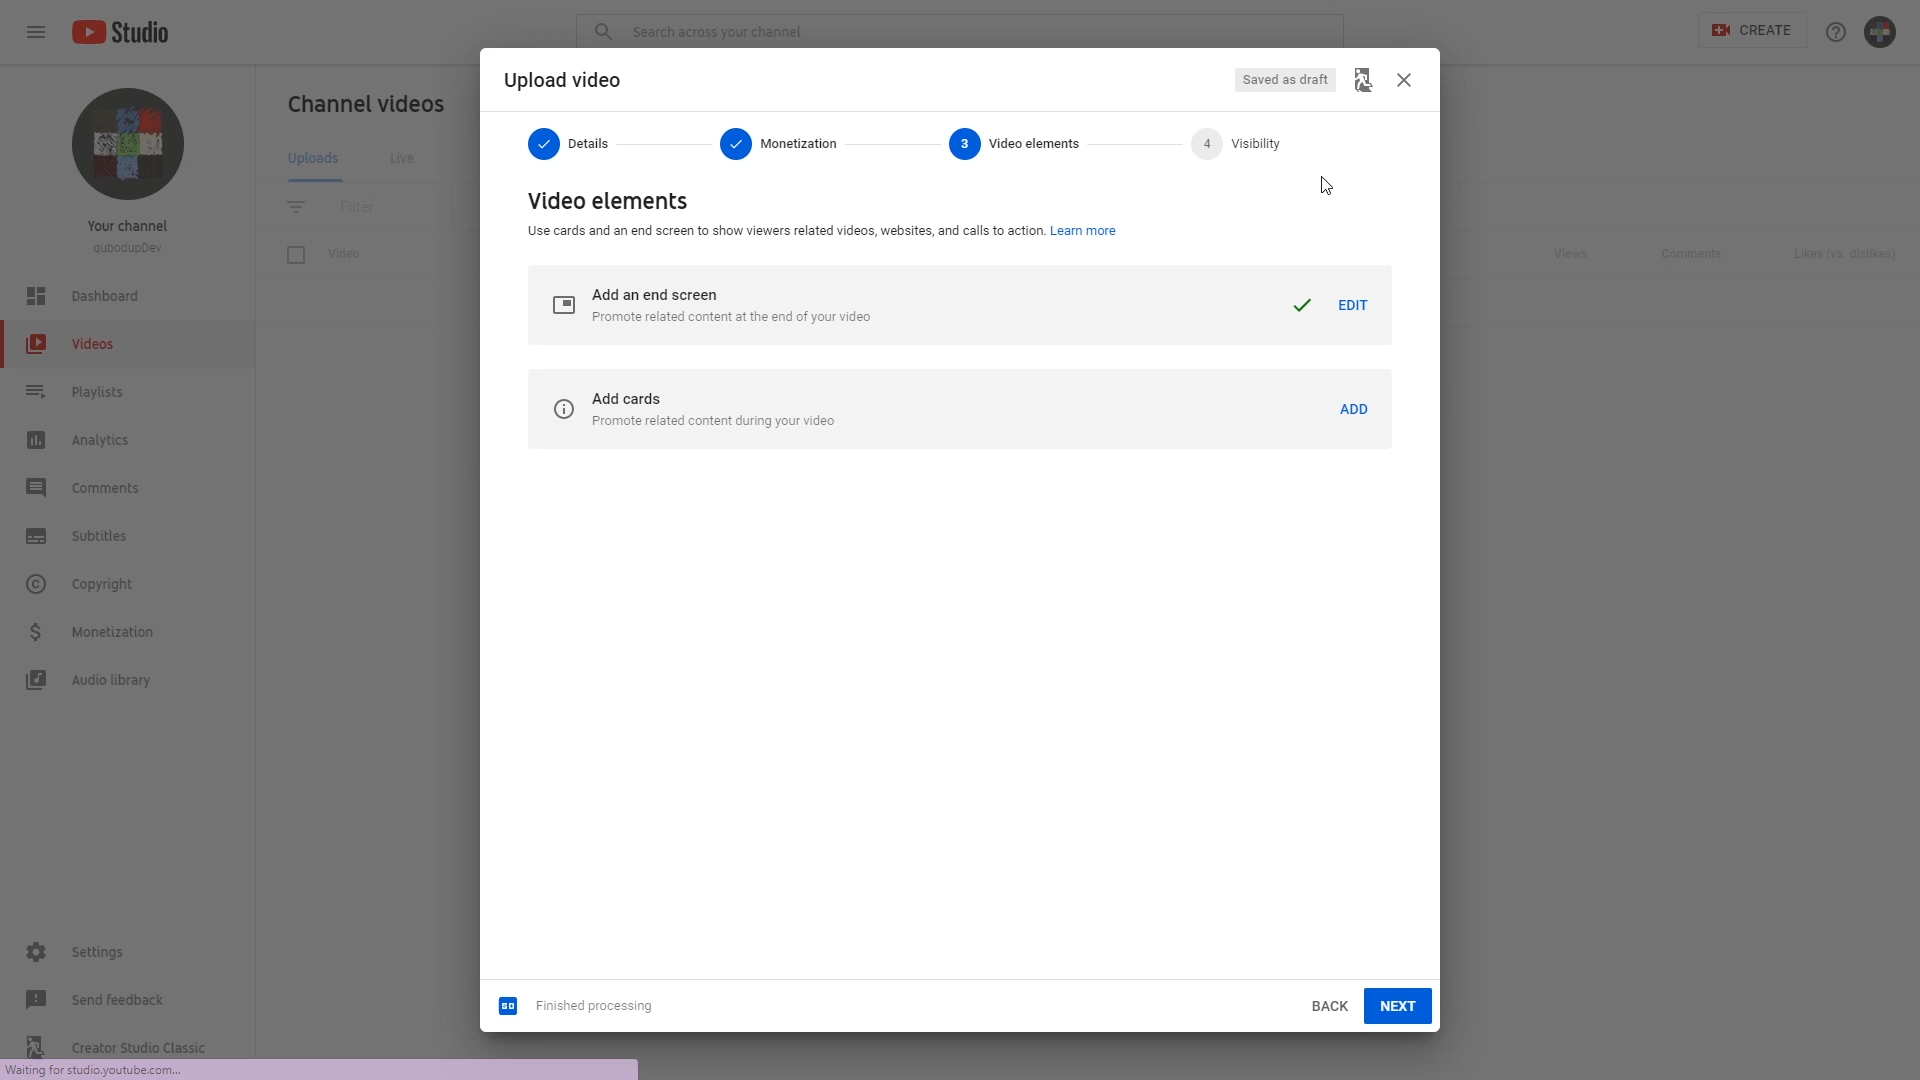 Studio
Search across your channel
CREATE
Upload video
Saved as draft
Details
Monetization
3
Video elements
4
Visibility
Video elements
Use cards and an end screen to show viewers related videos, websites, and calls to action. Learn more
Add an end screen
Promote related content at the end of your video
EDIT
Add cards
Promote related content during your video
ADD
SD
Finished processing
BACK
NEXT
Channel videos
Uploads
Live
Filter
Video
Views
Comments
Likes (vs. dislikes)
Your channel
qubodupDev
Dashboard
Videos
Playlists
Analytics
Comments
Subtitles
Copyright
Monetization
Audio library
Settings
Send feedback
Creator Studio Classic
Waiting for studio.youtube.com...